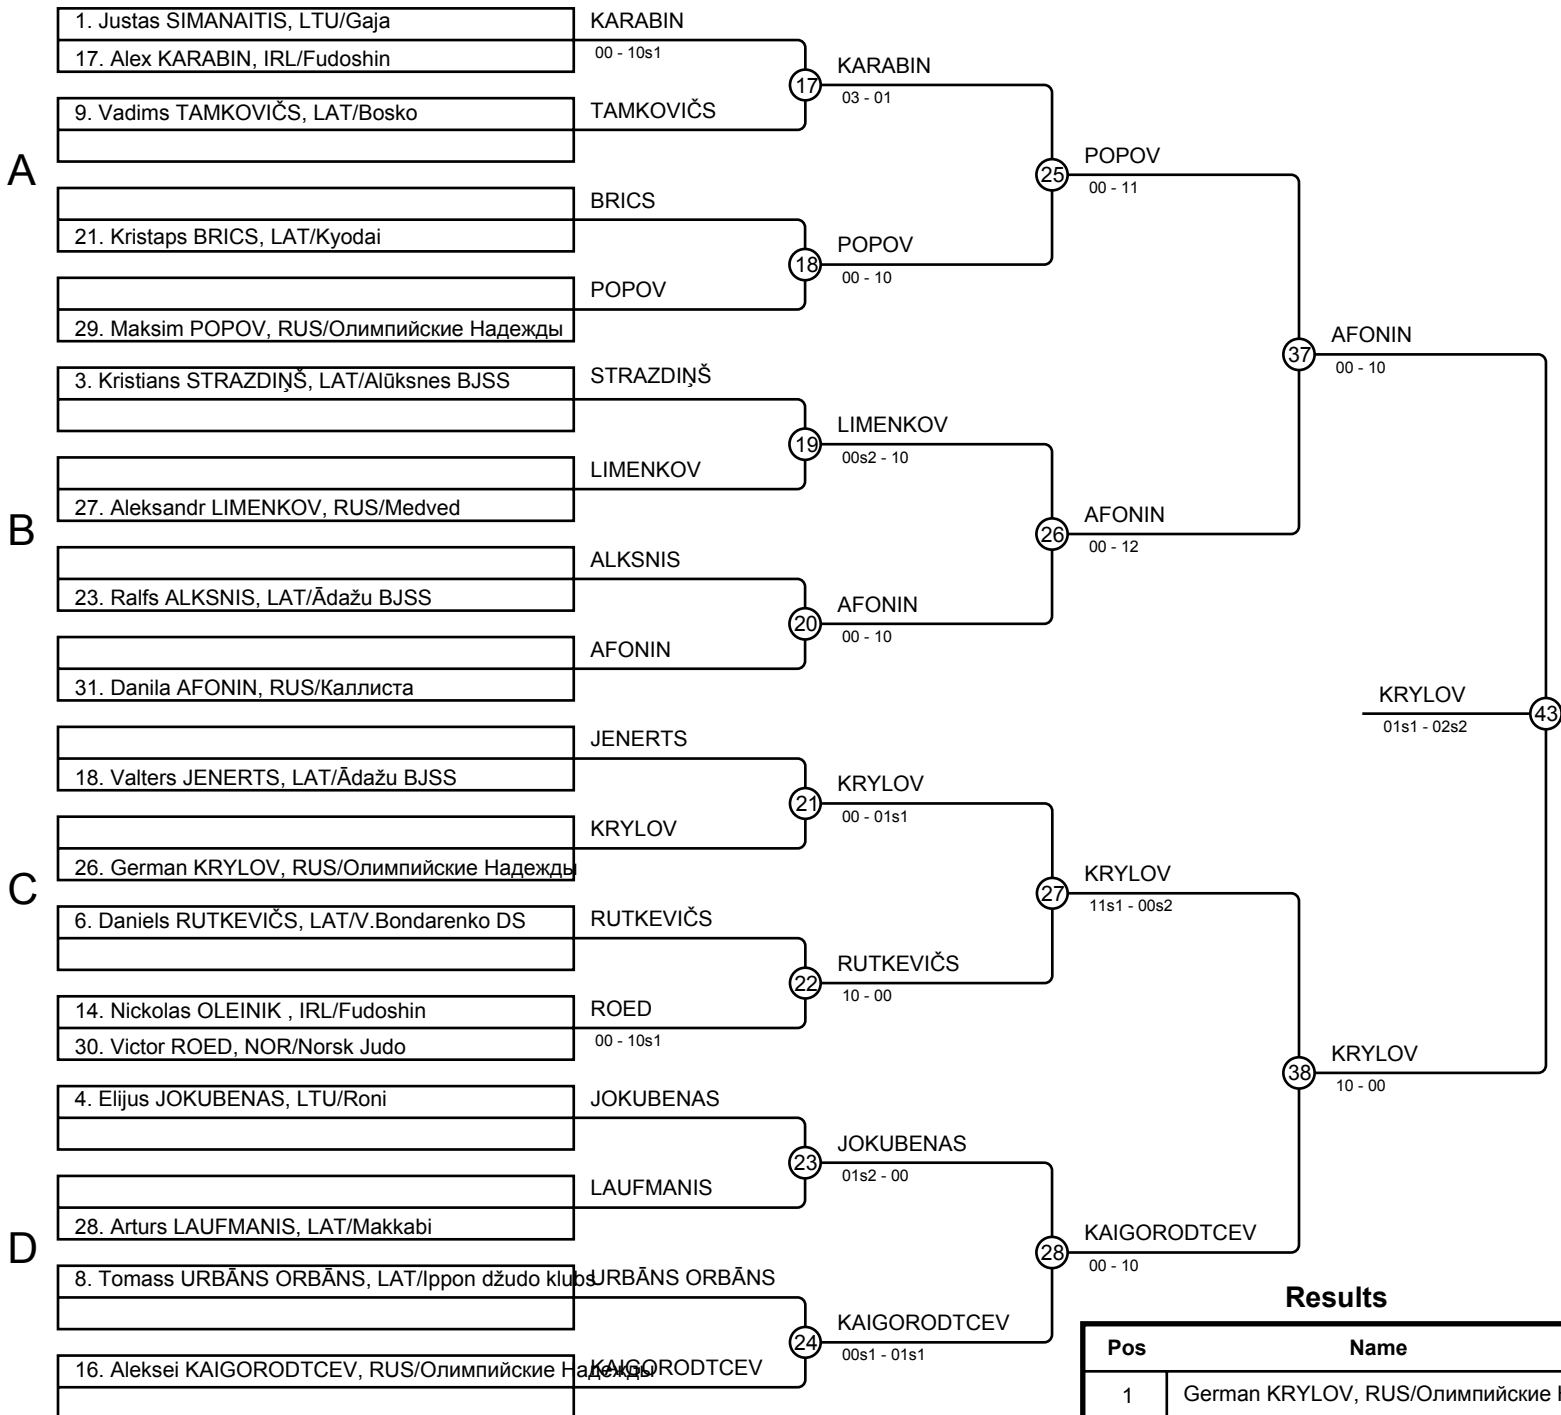 1. Justas SIMANAITIS, LTU/Gaja
KARABIN
00 - 10s1
17. Alex KARABIN, IRL/Fudoshin
17
KARABIN
03 - 01
9. Vadims TAMKOVIČS, LAT/Bosko
TAMKOVIČS
A
25
POPOV
00 - 11
BRICS
21. Kristaps BRICS, LAT/Kyodai
18
POPOV
00 - 10
POPOV
29. Maksim POPOV, RUS/Олимпийские Надежды
37
AFONIN
00 - 10
3. Kristians STRAZDIŅŠ, LAT/Alūksnes BJSS
STRAZDIŅŠ
19
LIMENKOV
00s2 - 10
LIMENKOV
27. Aleksandr LIMENKOV, RUS/Medved
B
26
AFONIN
00 - 12
ALKSNIS
23. Ralfs ALKSNIS, LAT/Ādažu BJSS
20
AFONIN
00 - 10
AFONIN
31. Danila AFONIN, RUS/Каллиста
KRYLOV
01s1 - 02s2
43
JENERTS
18. Valters JENERTS, LAT/Ādažu BJSS
21
KRYLOV
00 - 01s1
KRYLOV
26. German KRYLOV, RUS/Олимпийские Надежды
C
27
KRYLOV
11s1 - 00s2
6. Daniels RUTKEVIČS, LAT/V.Bondarenko DS
RUTKEVIČS
22
RUTKEVIČS
10 - 00
14. Nickolas OLEINIK , IRL/Fudoshin
ROED
00 - 10s1
30. Victor ROED, NOR/Norsk Judo
38
KRYLOV
10 - 00
4. Elijus JOKUBENAS, LTU/Roni
JOKUBENAS
23
JOKUBENAS
01s2 - 00
LAUFMANIS
28. Arturs LAUFMANIS, LAT/Makkabi
D
28
KAIGORODTCEV
00 - 10
8. Tomass URBĀNS ORBĀNS, LAT/Ippon džudo klubs
URBĀNS ORBĀNS
24
KAIGORODTCEV
00s1 - 01s1
16. Aleksei KAIGORODTCEV, RUS/Олимпийские Надежды
KAIGORODTCEV
Results
Pos Name
1 German KRYLOV, RUS/Олимпийские